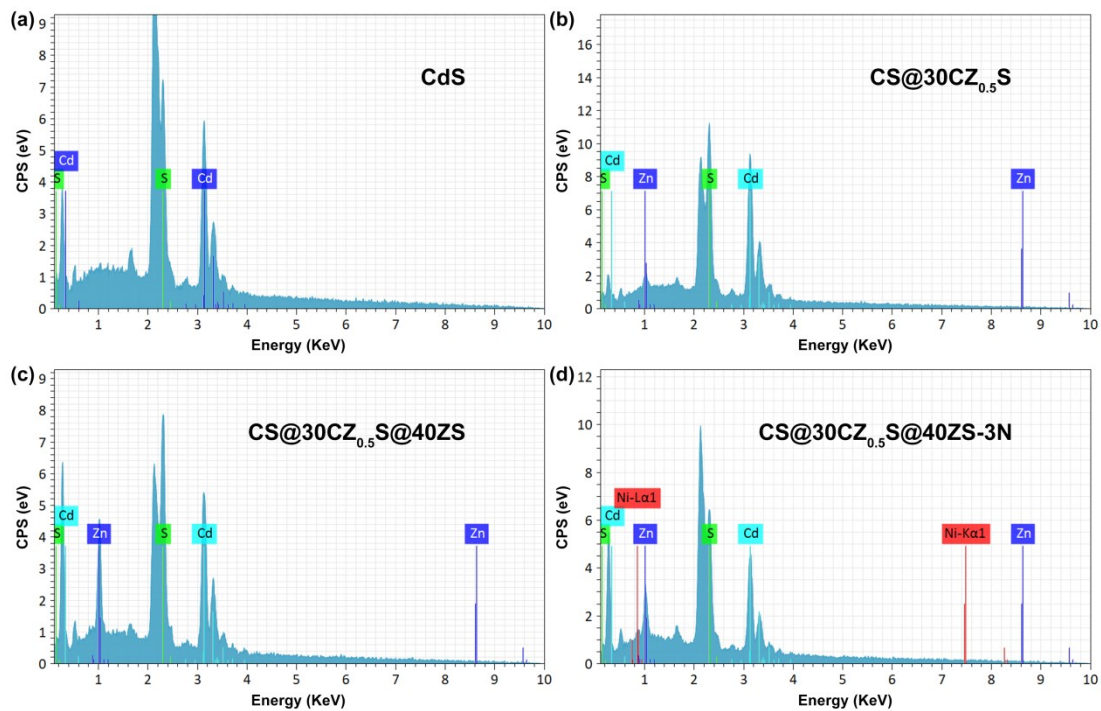 (a)
CdS
CPS (eV)
9
8
7
6
5
4
3
2
1
0
Cd
S
S
Cd
1 2 3 4 5 6 7 8 9 10
Energy (KeV)
(b)
CS@30CZ0.5S
CPS (eV)
16
14
12
10
8
6
4
2
0
Cd
S
Zn
S
Cd
Zn
1 2 3 4 5 6 7 8 9 10
Energy (KeV)
(c)
CS@30CZ0.5S@40ZS
CPS (eV)
9
8
7
6
5
4
3
2
1
0
Cd
S
Zn
S
Cd
Zn
1 2 3 4 5 6 7 8 9 10
Energy (KeV)
(d)
CS@30CZ0.5S@40ZS-3N
CPS (eV)
12
10
8
6
4
2
0
Ni-Lα1
Cd
S
Zn
S
Cd
Ni-Kα1
Zn
1 2 3 4 5 6 7 8 9 10
Energy (KeV)